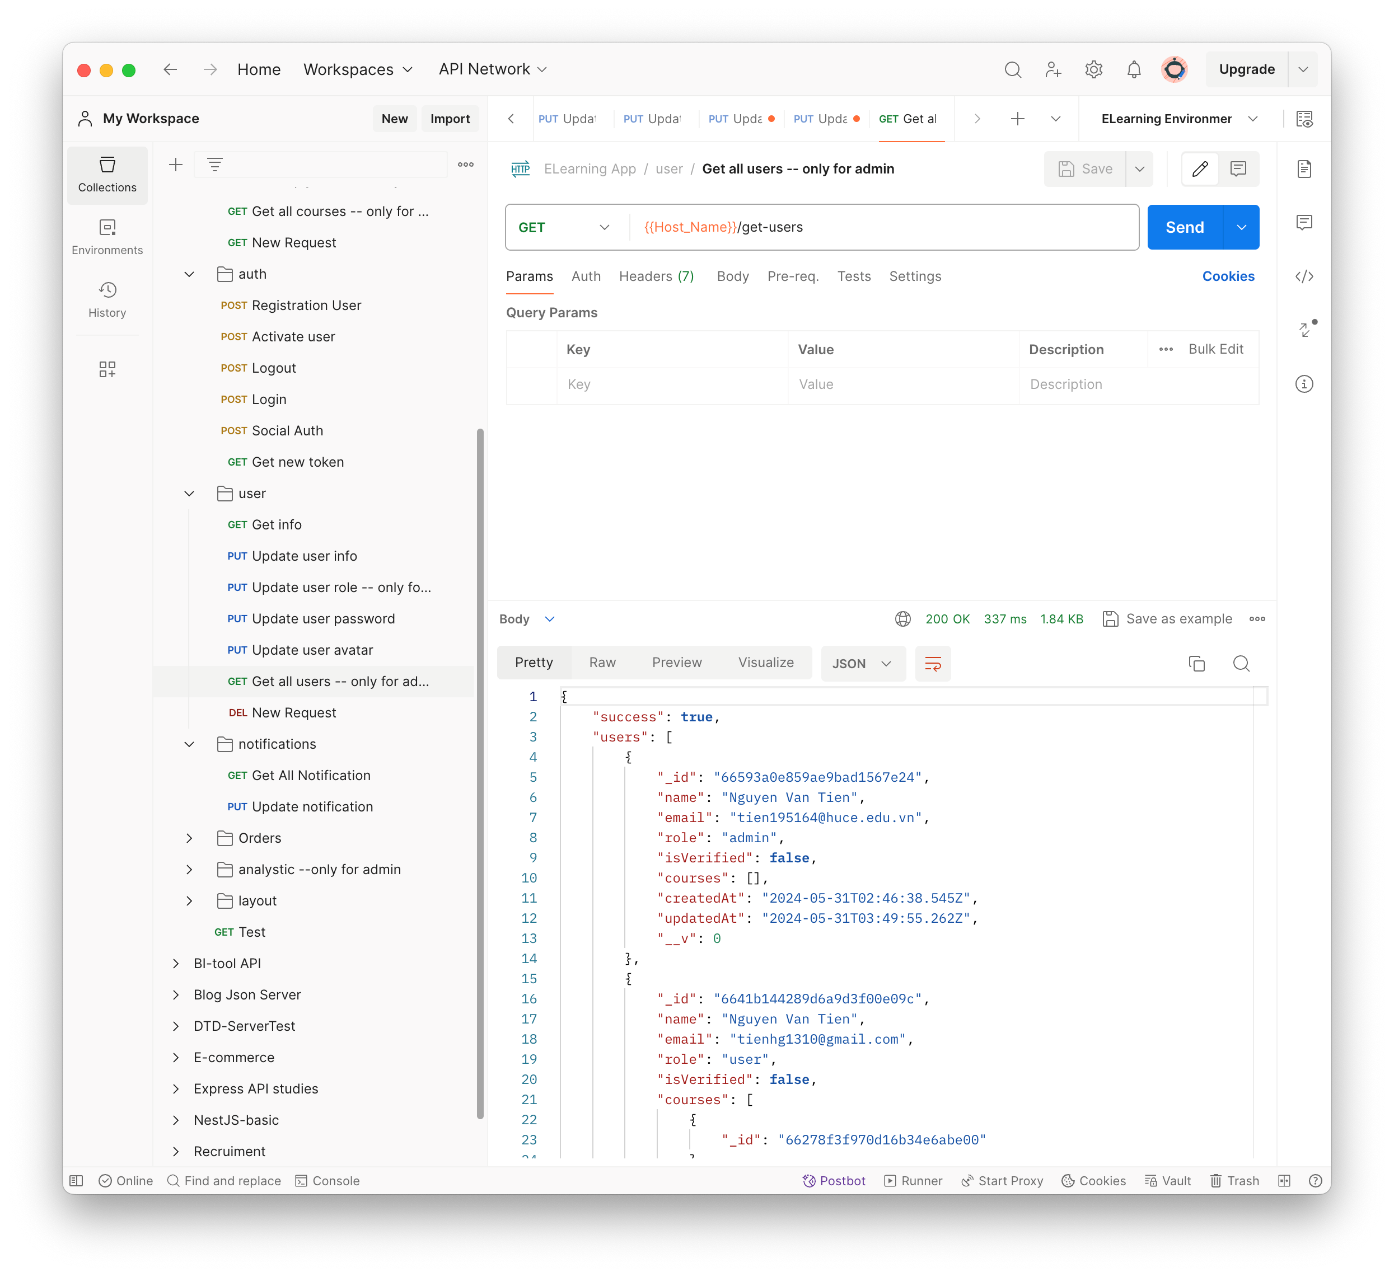 Home Workspaces API Network Upgrade
My Workspace New Import
PUT Updat PUT Updat PUT Upda PUT Upda GET Get al ELearning Environmer
Collections
Environments
History
GET Get all courses -- only for ...
GET New Request
auth
POST Registration User
POST Activate user
POST Logout
POST Login
POST Social Auth
GET Get new token
user
GET Get info
PUT Update user info
PUT Update user role -- only fo...
PUT Update user password
PUT Update user avatar
GET Get all users -- only for ad...
DEL New Request
notifications
GET Get All Notification
PUT Update notification
Orders
analystic --only for admin
layout
GET Test
BI-tool API
Blog Json Server
DTD-ServerTest
E-commerce
Express API studies
NestJS-basic
Recruiment
HTTP ELearning App / user / Get all users -- only for admin Save
GET {{Host_Name}}/get-users Send
Params Auth Headers (7) Body Pre-req. Tests Settings Cookies
Query Params
Key Value Description Bulk Edit
Key Value Description
Body 200 OK 337 ms 1.84 KB Save as example
Pretty Raw Preview Visualize JSON
1 {
2 "success": true,
3 "users": [
4 {
5 "_id": "66593a0e859ae9bad1567e24",
6 "name": "Nguyen Van Tien",
7 "email": "tien195164@huce.edu.vn",
8 "role": "admin",
9 "isVerified": false,
10 "courses": [],
11 "createdAt": "2024-05-31T02:46:38.545Z",
12 "updatedAt": "2024-05-31T03:49:55.262Z",
13 "__v": 0
14 },
15 {
16 "_id": "6641b144289d6a9d3f00e09c",
17 "name": "Nguyen Van Tien",
18 "email": "tienhg1310@gmail.com",
19 "role": "user",
20 "isVerified": false,
21 "courses": [
22 {
23 "_id": "66278f3f970d16b34e6abe00"
Online Find and replace Console Postbot Runner Start Proxy Cookies Vault Trash